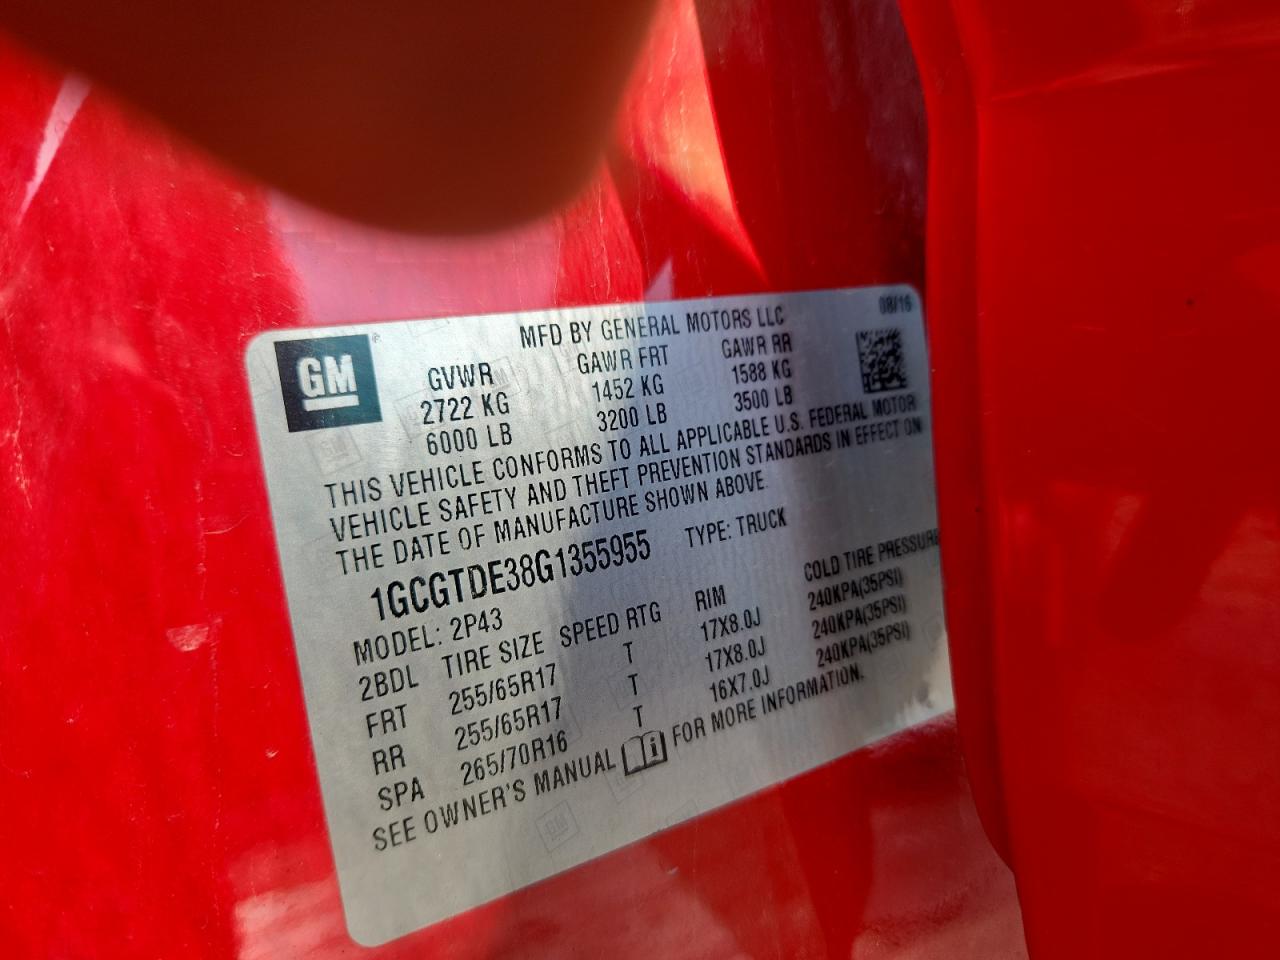 MFD BY GENERAL MOTORS LLC 08/16
GM
GVWR GAWR FRT GAWR RR
2722 KG 1452 KG 1588 KG
6000 LB 3200 LB 3500 LB
THIS VEHICLE CONFORMS TO ALL APPLICABLE U.S. FEDERAL MOTOR
VEHICLE SAFETY AND THEFT PREVENTION STANDARDS IN EFFECT ON
THE DATE OF MANUFACTURE SHOWN ABOVE.
1GCGTDE38G1355955 TYPE: TRUCK
MODEL: 2P43
2BDL TIRE SIZE SPEED RTG RIM COLD TIRE PRESSURE
FRT 255/65R17 T 17X8.0J 240KPA(35PSI)
RR 255/65R17 T 17X8.0J 240KPA(35PSI)
SPA 265/70R16 T 16X7.0J 240KPA(35PSI)
SEE OWNER'S MANUAL FOR MORE INFORMATION.